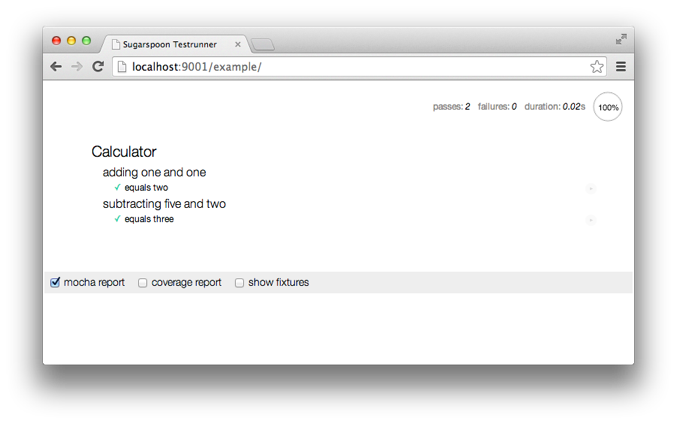 Sugarspoon Testrunner
localhost:9001/example/
passes: 2 failures: 0 duration: 0.02s 100%
Calculator
adding one and one
✓ equals two
subtracting five and two
✓ equals three
mocha report coverage report show fixtures